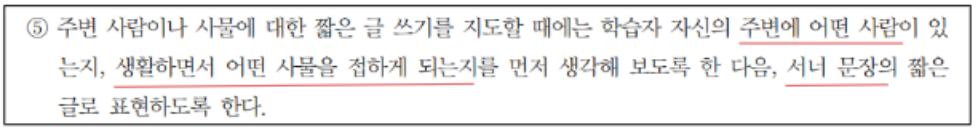 ⑤ 주변 사람이나 사물에 대한 짧은 글 쓰기를 지도할 때에는 학습자 자신의 주변에 어떤 사람이 있
는지, 생활하면서 어떤 사물을 접하게 되는지를 먼저 생각해 보도록 한 다음, 서너 문장의 짧은
글로 표현하도록 한다.